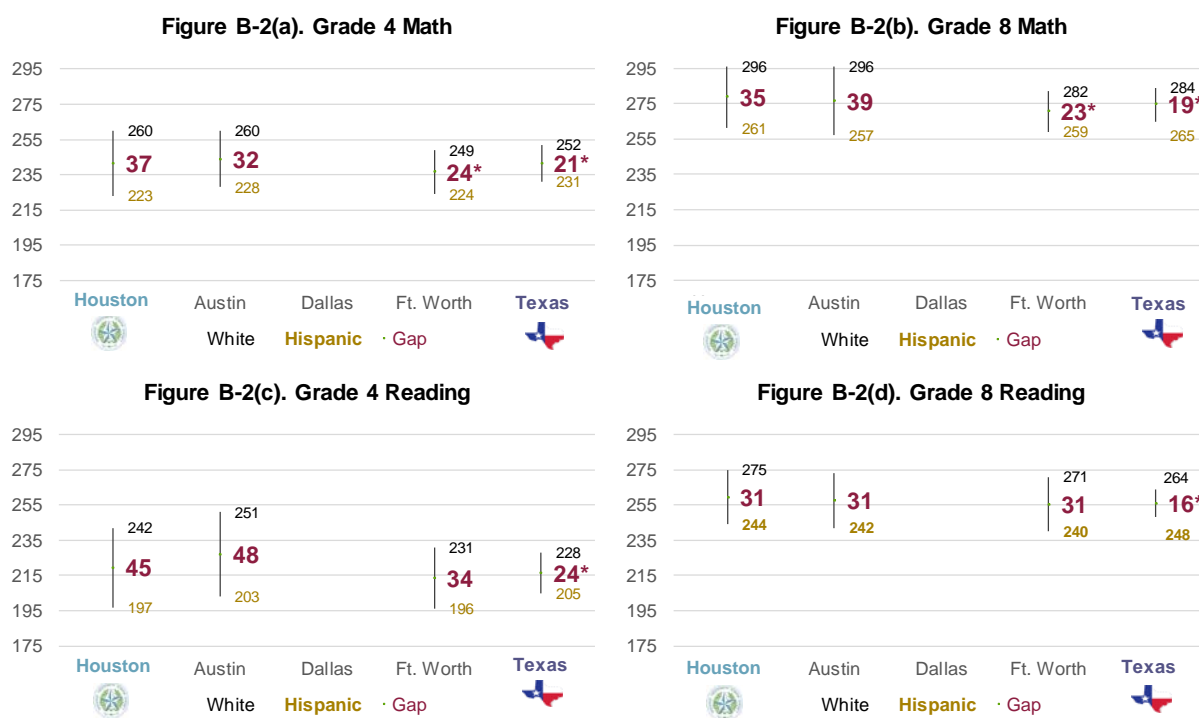 Figure B-2(a). Grade 4 Math
295
275
255
235
215
195
175
260
37
223
260
32
228
249
24*
224
252
21*
231
Houston
Austin
Dallas
Ft. Worth
Texas
White
Hispanic
Gap
Figure B-2(b). Grade 8 Math
295
275
255
235
215
195
175
296
35
261
296
39
257
282
23*
259
284
19*
265
Houston
Austin
Dallas
Ft. Worth
Texas
White
Hispanic
Gap
Figure B-2(c). Grade 4 Reading
295
275
255
235
215
195
175
242
45
197
251
48
203
231
34
196
228
24*
205
Houston
Austin
Dallas
Ft. Worth
Texas
White
Hispanic
Gap
Figure B-2(d). Grade 8 Reading
295
275
255
235
215
195
175
275
31
244
31
242
271
31
240
264
16*
248
Houston
Austin
Dallas
Ft. Worth
Texas
White
Hispanic
Gap